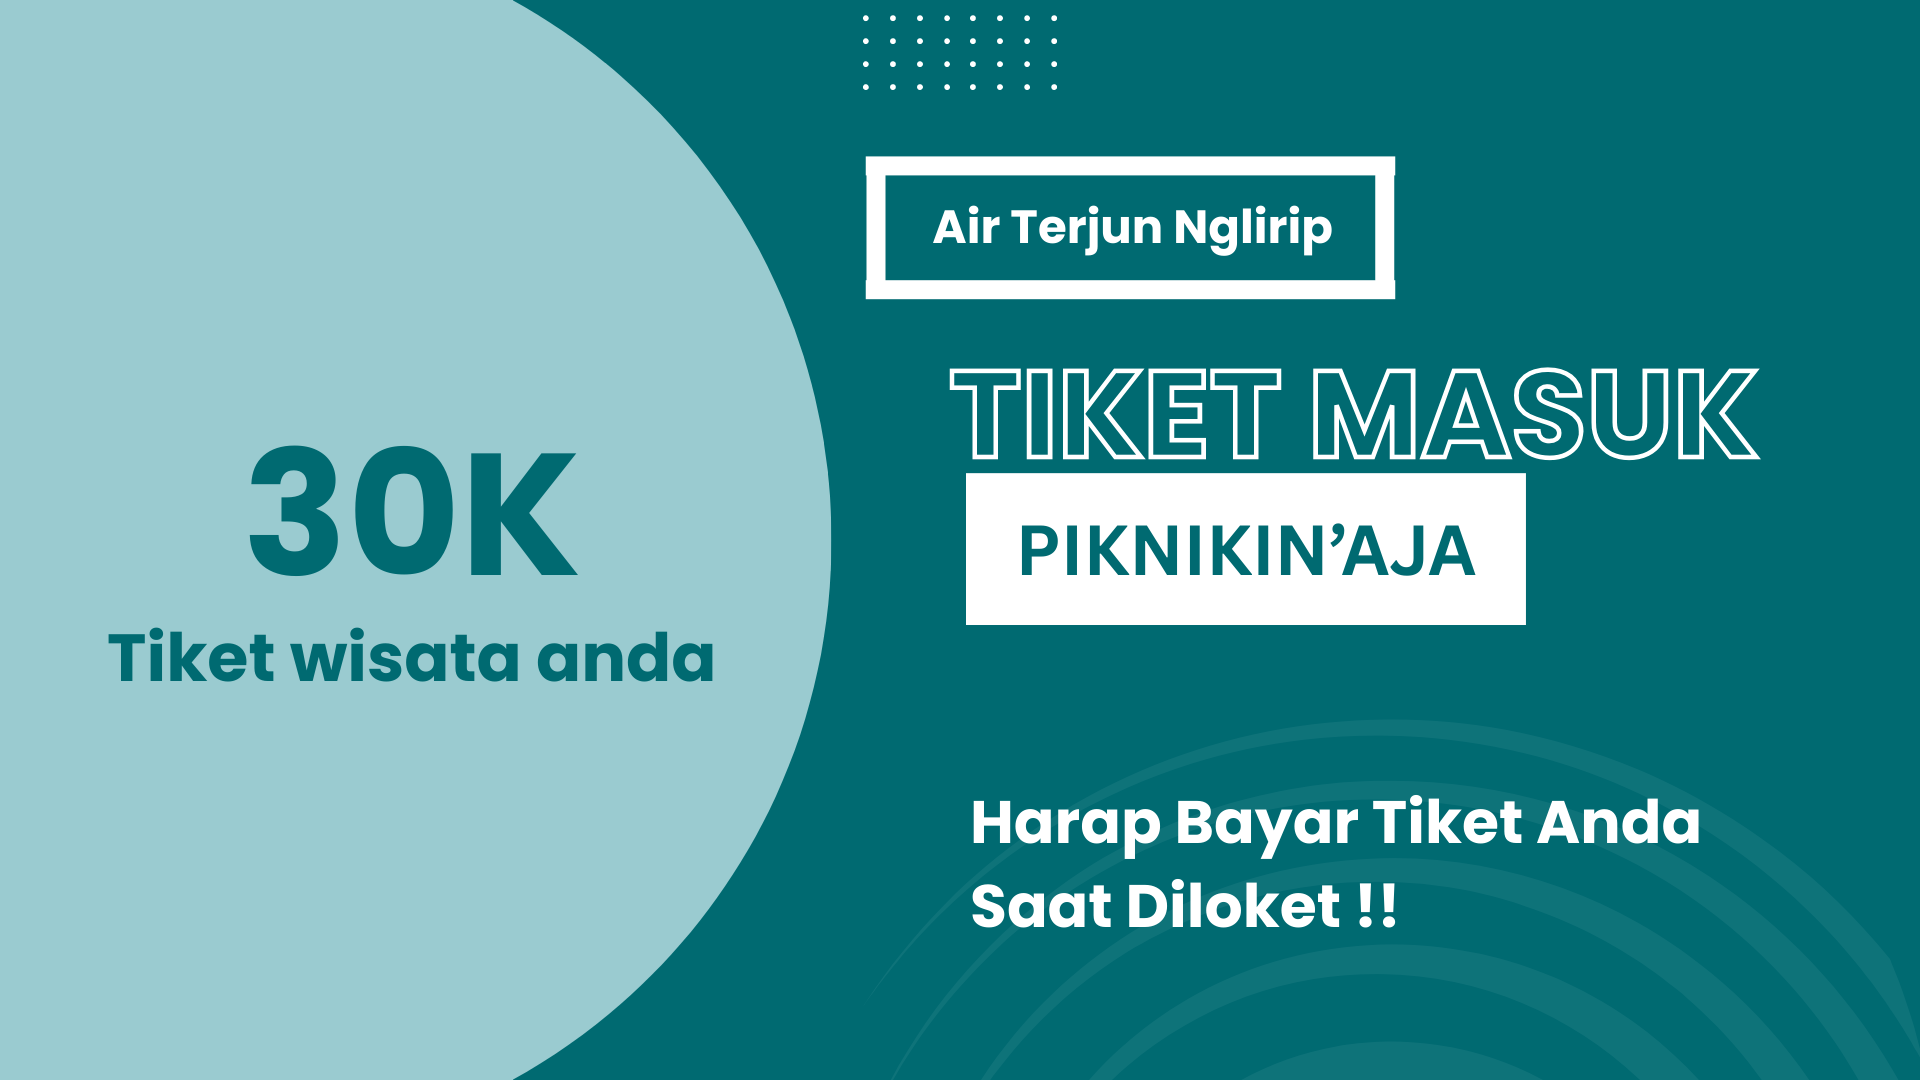 30K
Tiket wisata anda
Air Terjun Nglirip
TIKET MASUK
PIKNIKIN’AJA
Harap Bayar Tiket Anda
Saat Diloket !!